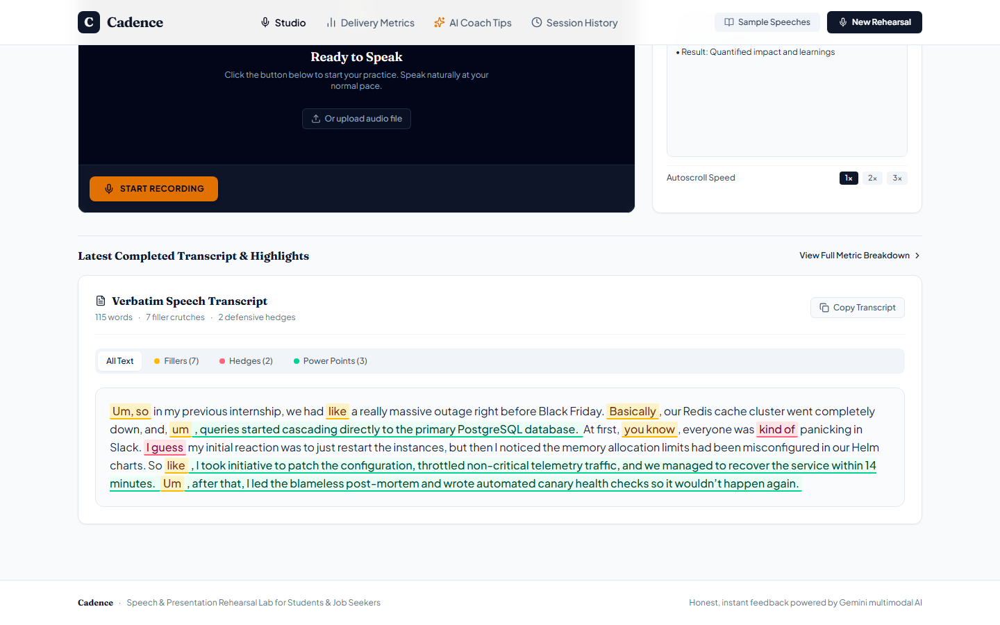 C Cadence
Studio
Delivery Metrics
AI Coach Tips
Session History
Sample Speeches
New Rehearsal
Ready to Speak
Click the button below to start your practice. Speak naturally at your
normal pace.
Or upload audio file
START RECORDING
• Result: Quantified impact and learnings
Autoscroll Speed
1x
2x
3x
Latest Completed Transcript & Highlights
View Full Metric Breakdown
Verbatim Speech Transcript
115 words · 7 filler crutches · 2 defensive hedges
Copy Transcript
All Text
Fillers (7)
Hedges (2)
Power Points (3)
Um, so in my previous internship, we had like a really massive outage right before Black Friday. Basically , our Redis cache cluster went completely
down, and, um , queries started cascading directly to the primary PostgreSQL database. At first, you know , everyone was kind of panicking in
Slack. I guess my initial reaction was to just restart the instances, but then I noticed the memory allocation limits had been misconfigured in our Helm
charts. So like , I took initiative to patch the configuration, throttled non-critical telemetry traffic, and we managed to recover the service within 14
minutes. Um , after that, I led the blameless post-mortem and wrote automated canary health checks so it wouldn't happen again.
Cadence · Speech & Presentation Rehearsal Lab for Students & Job Seekers
Honest, instant feedback powered by Gemini multimodal AI